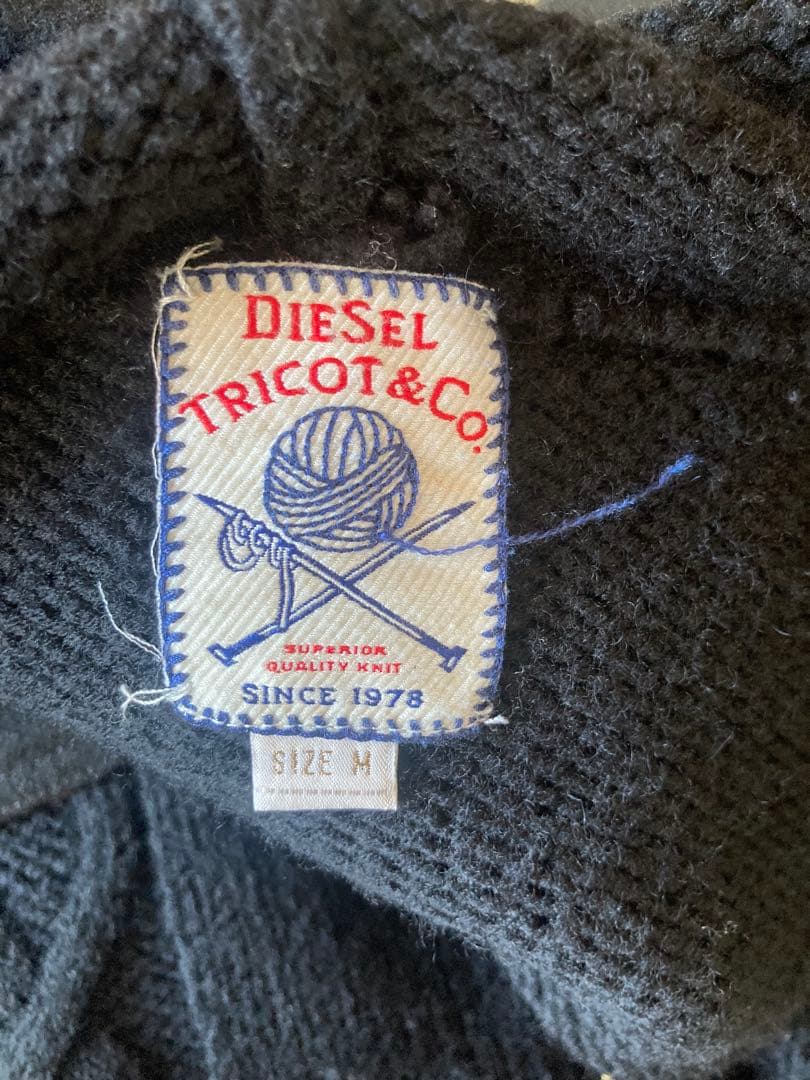 DIESEL
TRICOT & CO.
SUPERIOR
QUALITY KNIT
SINCE 1978
SIZE M